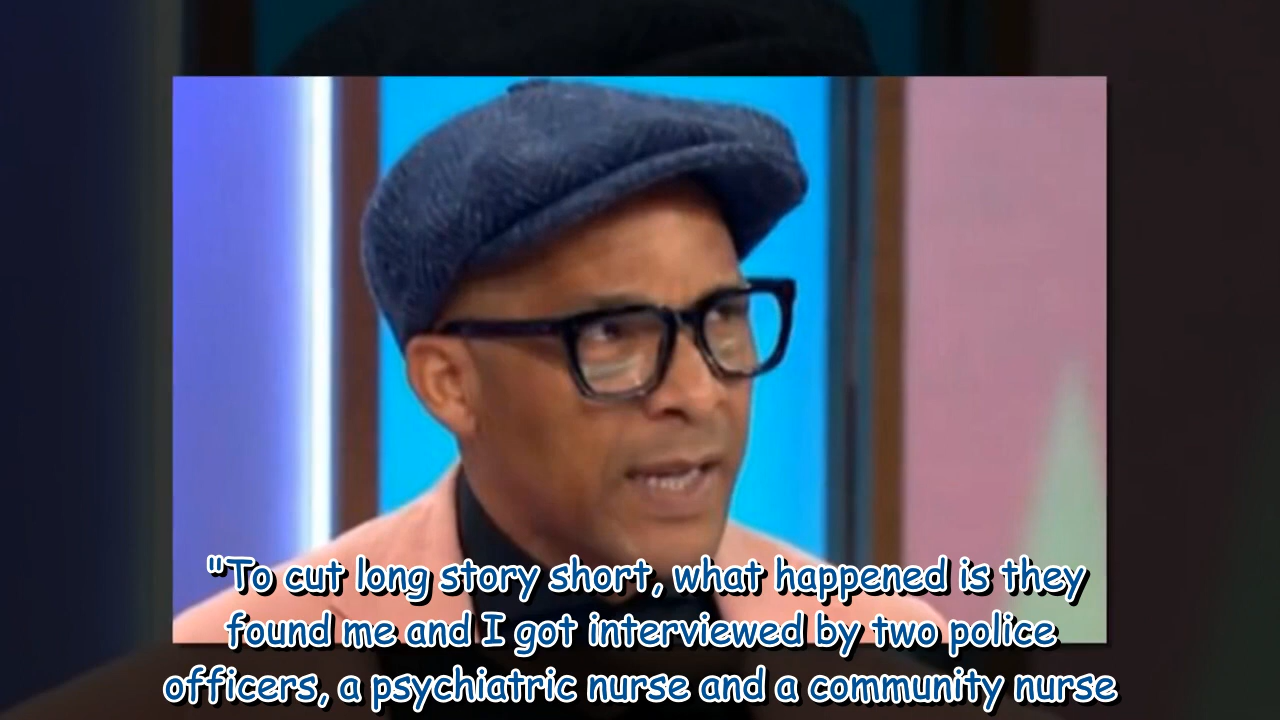 "To cut long story short, what happened is they
found me and I got interviewed by two police
officers, a psychiatric nurse and a community nurse